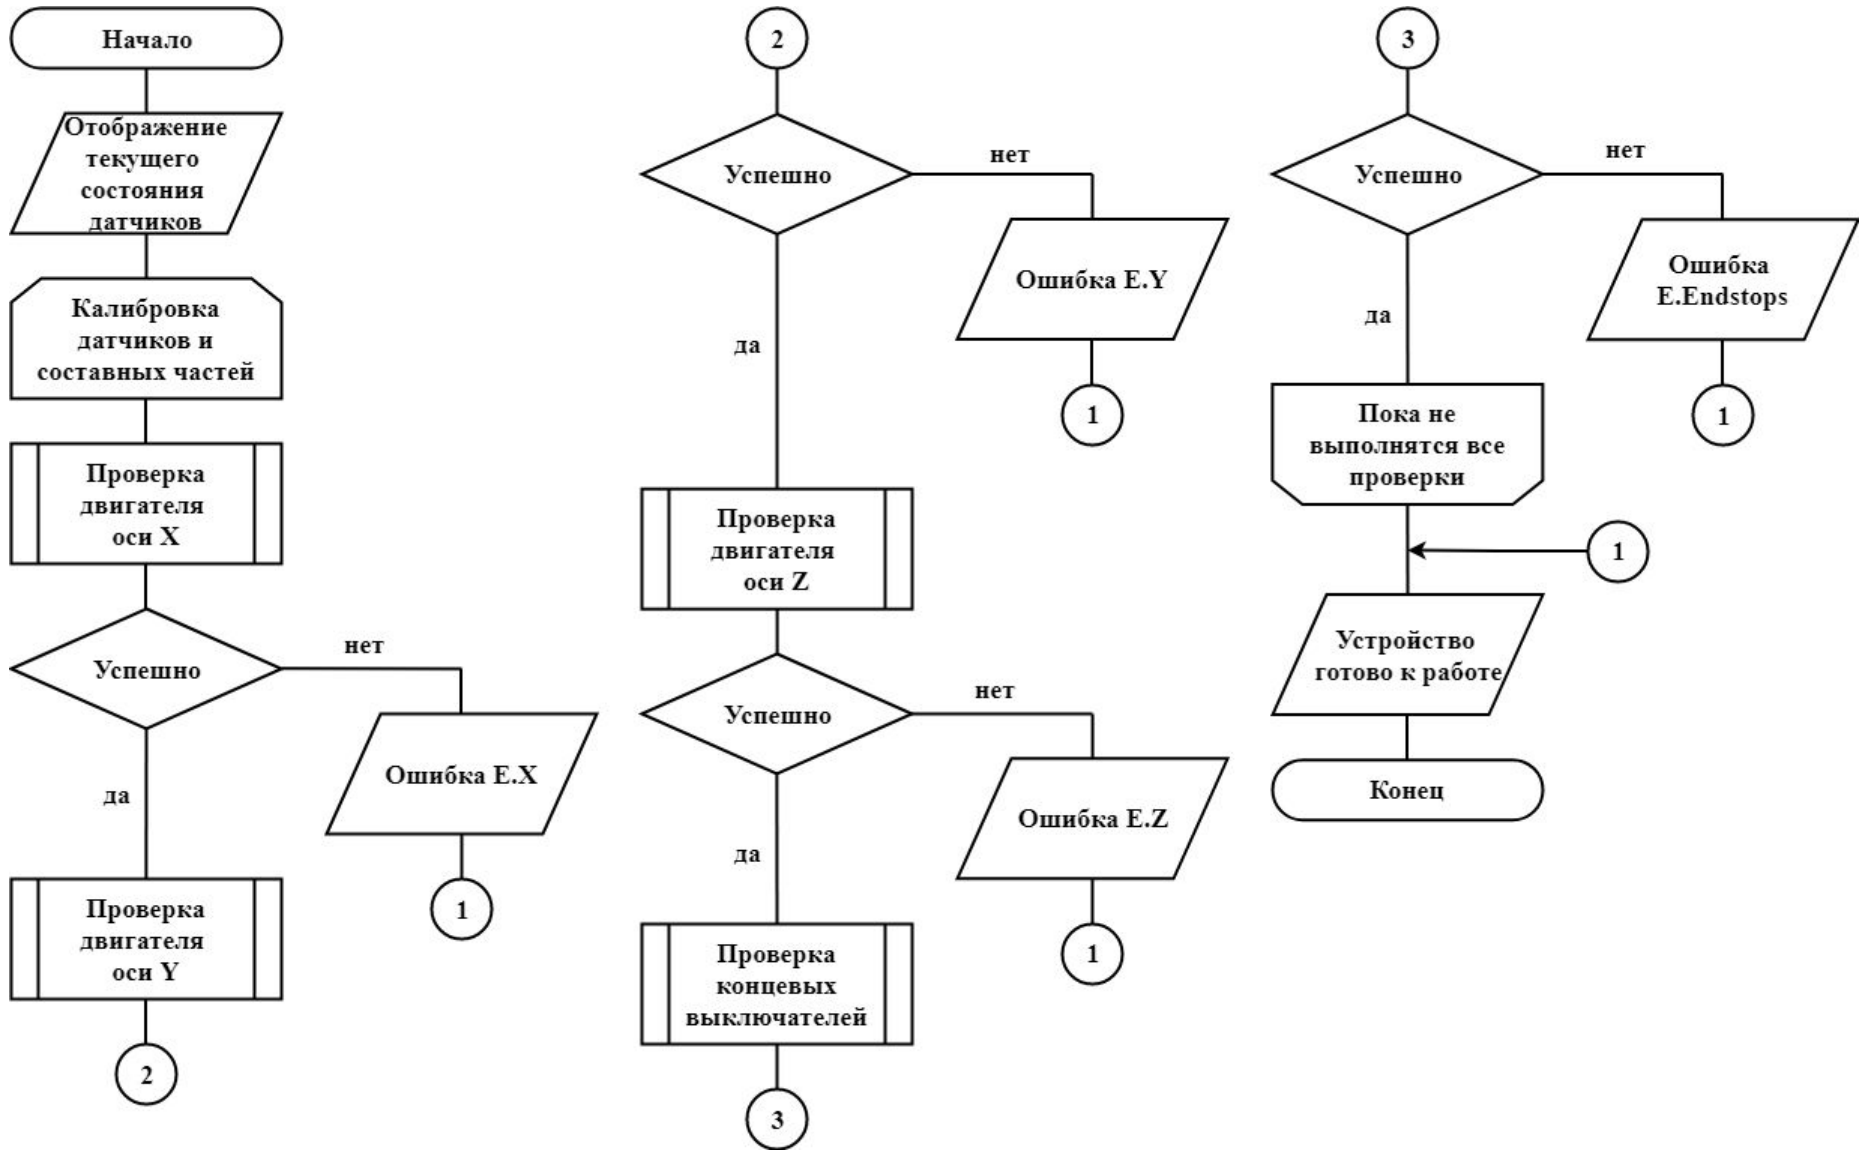 Начало
Отображение
текущего
состояния
датчиков
Калибровка
датчиков и
составных частей
Проверка
двигателя
оси X
Успешно
нет
Ошибка E.X
1
да
Проверка
двигателя
оси Y
2
2
Успешно
нет
Ошибка E.Y
1
да
Проверка
двигателя
оси Z
Успешно
нет
Ошибка E.Z
1
да
Проверка
концевых
выключателей
3
3
Успешно
нет
Ошибка
E.Endstops
1
да
Пока не
выполнятся все
проверки
1
Устройство
готово к работе
Конец